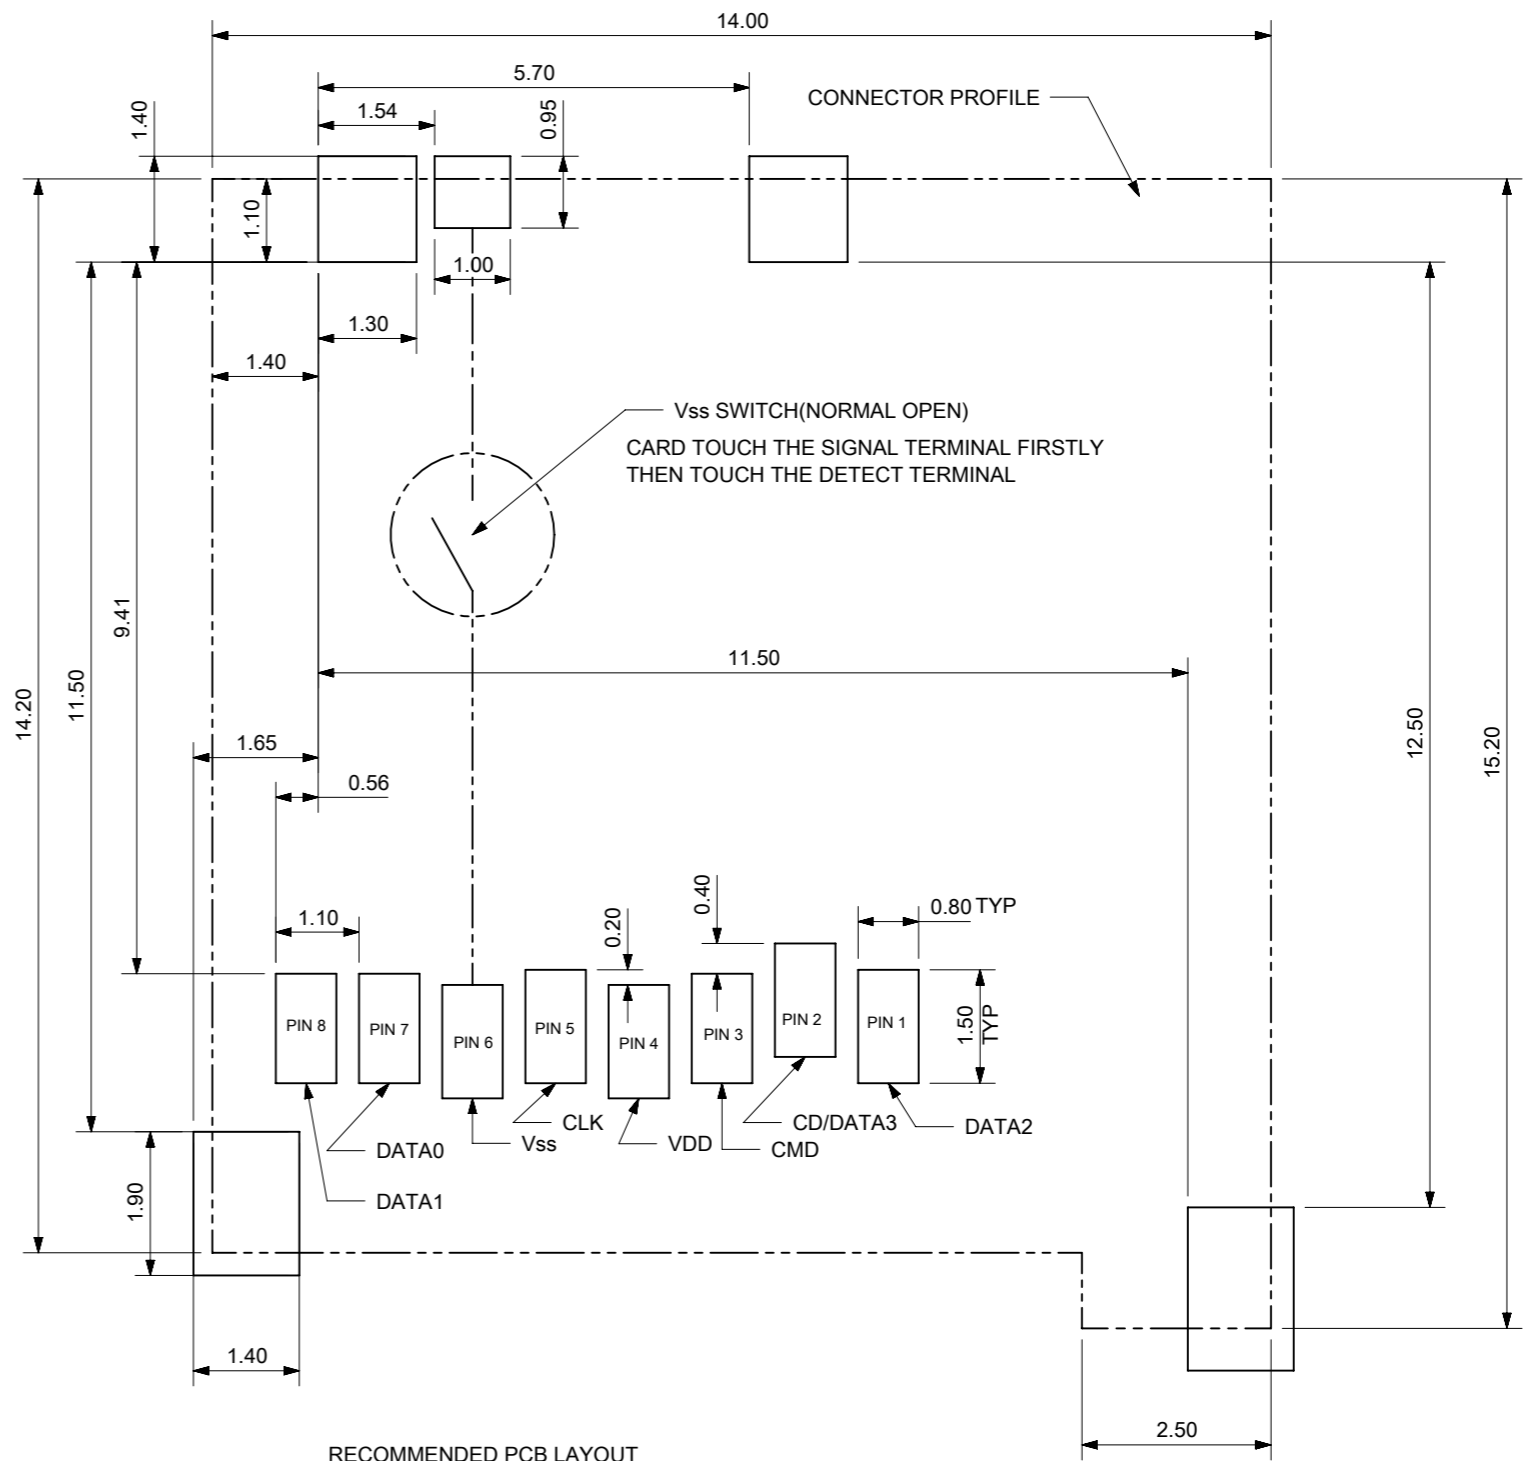 14.00
5.70
CONNECTOR PROFILE
1.54
1.40
0.95
1.10
1.00
1.30
1.40
Vss SWITCH(NORMAL OPEN)
CARD TOUCH THE SIGNAL TERMINAL FIRSTLY
THEN TOUCH THE DETECT TERMINAL
9.41
11.50
14.20
11.50
12.50
15.20
1.65
0.56
1.10
0.20
0.40
0.80 TYP
1.50 TYP
PIN 8
PIN 7
PIN 6
PIN 5
PIN 4
PIN 3
PIN 2
PIN 1
CLK
CD/DATA3
DATA2
DATA0
Vss
VDD
CMD
DATA1
1.90
1.40
2.50
RECOMMENDED PCB LAYOUT